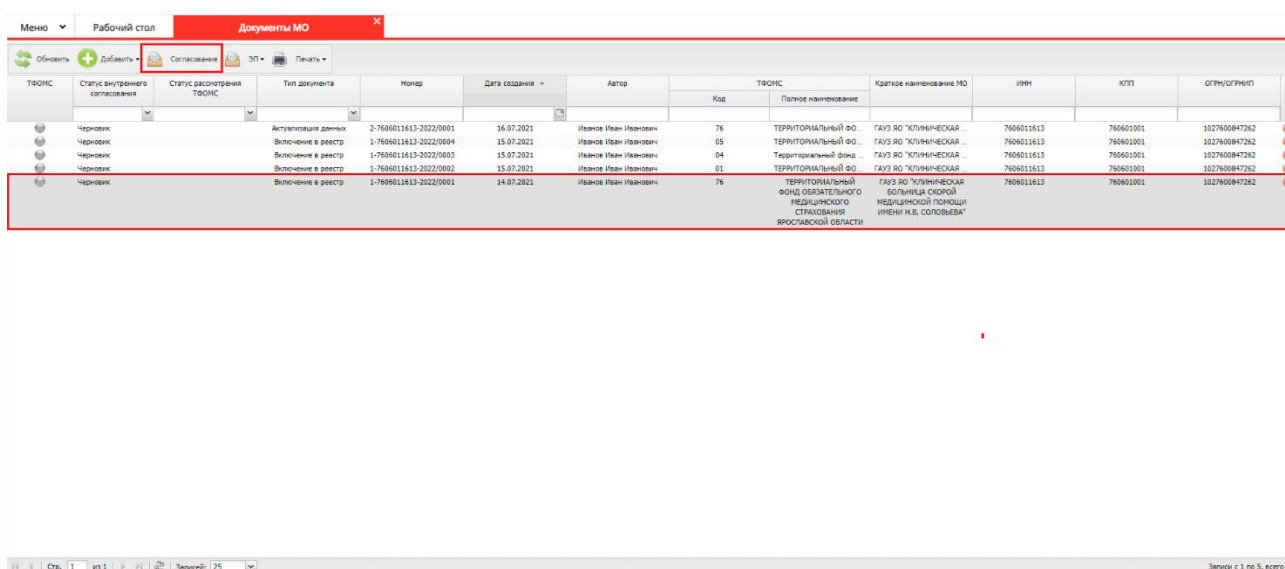 Меню Рабочий стол Документы МО
Обновить Добавить Согласование ЭП Печать
ТФОМС Статус внутреннего согласования Статус рассмотрения ТФОМС Тип документа Номер Дата создания Автор ТФОМС Краткое наименование МО ИНН КПП ОГРН/ОГРНИП
Код Полное наименование
Черновик Актуализация данных 2-7606011613-2022/0001 16.07.2021 Иванов Иван Иванович 76 ТЕРРИТОРИАЛЬНЫЙ ФО... ГАУЗ ЯО "КЛИНИЧЕСКАЯ ... 7606011613 760601001 1027600847262
Черновик Включение в реестр 1-7606011613-2022/0004 15.07.2021 Иванов Иван Иванович 05 ТЕРРИТОРИАЛЬНЫЙ ФО... ГАУЗ ЯО "КЛИНИЧЕСКАЯ ... 7606011613 760601001 1027600847262
Черновик Включение в реестр 1-7606011613-2022/0003 15.07.2021 Иванов Иван Иванович 04 Территориальный фонд ... ГАУЗ ЯО "КЛИНИЧЕСКАЯ ... 7606011613 760601001 1027600847262
Черновик Включение в реестр 1-7606011613-2022/0002 15.07.2021 Иванов Иван Иванович 01 ТЕРРИТОРИАЛЬНЫЙ ФО... ГАУЗ ЯО "КЛИНИЧЕСКАЯ ... 7606011613 760601001 1027600847262
Черновик Включение в реестр 1-7606011613-2022/0001 14.07.2021 Иванов Иван Иванович 76 ТЕРРИТОРИАЛЬНЫЙ ГАУЗ ЯО "КЛИНИЧЕСКАЯ 7606011613 760601001 1027600847262
ФОНД ОБЯЗАТЕЛЬНОГО БОЛЬНИЦА СКОРОЙ
МЕДИЦИНСКОГО МЕДИЦИНСКОЙ ПОМОЩИ
СТРАХОВАНИЯ ИМЕНИ Н.В. СОЛОВЬЕВА"
ЯРОСЛАВСКОЙ ОБЛАСТИ
Стр. 1 из 1 Записей: 25 Записи с 1 по 5, всего